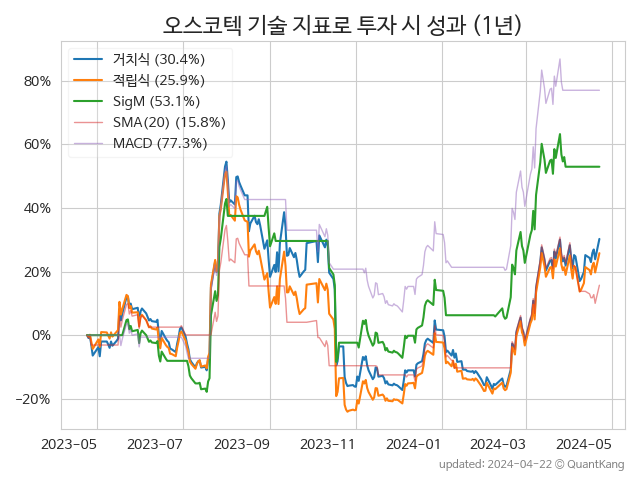 오스코텍 기술 지표로 투자 시 성과 (1년)
거치식 (30.4%)
적립식 (25.9%)
SigM (53.1%)
SMA(20) (15.8%)
MACD (77.3%)
80%
60%
40%
20%
0%
−20%
2023-05 2023-07 2023-09 2023-11 2024-01 2024-03 2024-05
updated: 2024-04-22 © QuantKang